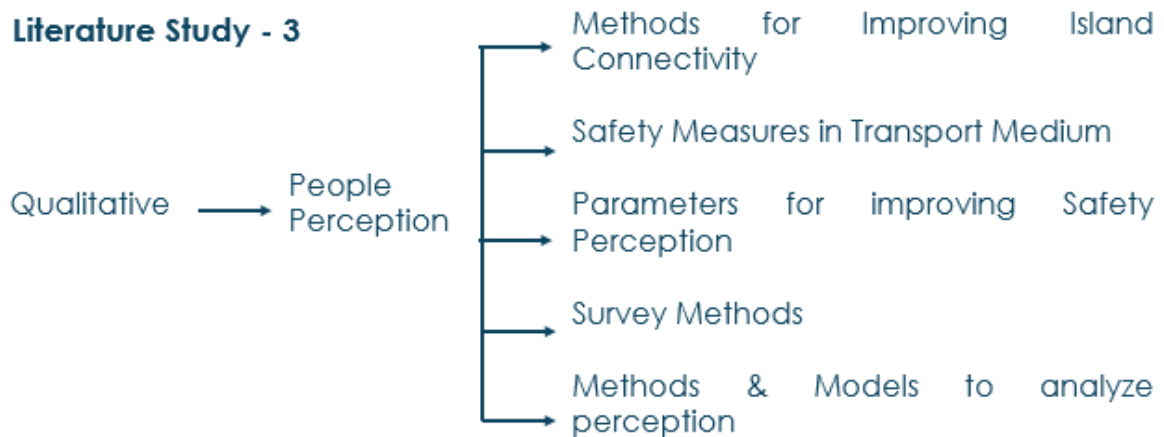 Literature Study - 3
Qualitative
People
Perception
Methods for Improving Island
Connectivity
Safety Measures in Transport Medium
Parameters for improving Safety
Perception
Survey Methods
Methods & Models to analyze
perception